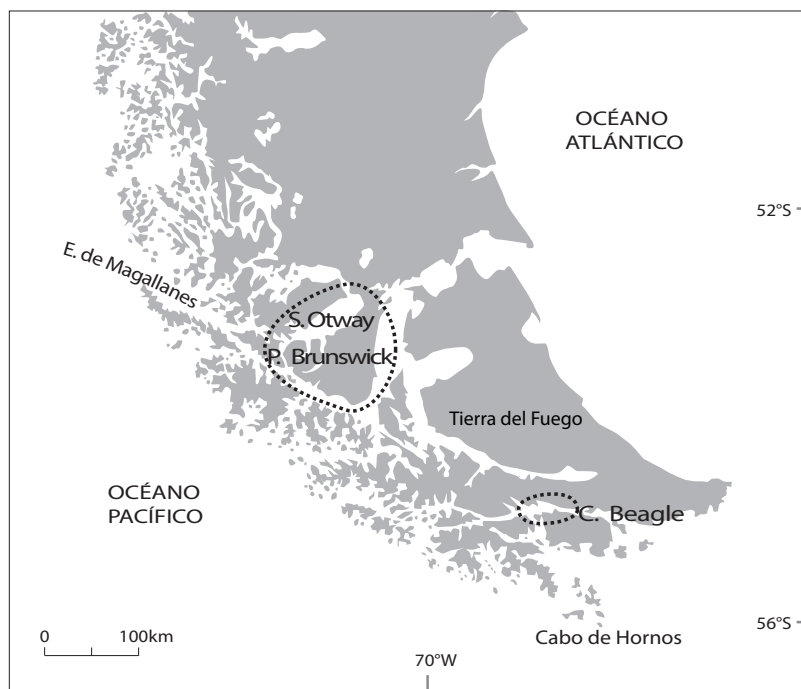 OCÉANO
ATLÁNTICO
52°S
E. de Magallanes
S. Otway
P. Brunswick
Tierra del Fuego
OCÉANO
PACÍFICO
C. Beagle
56°S
0 100km
Cabo de Hornos
70°W